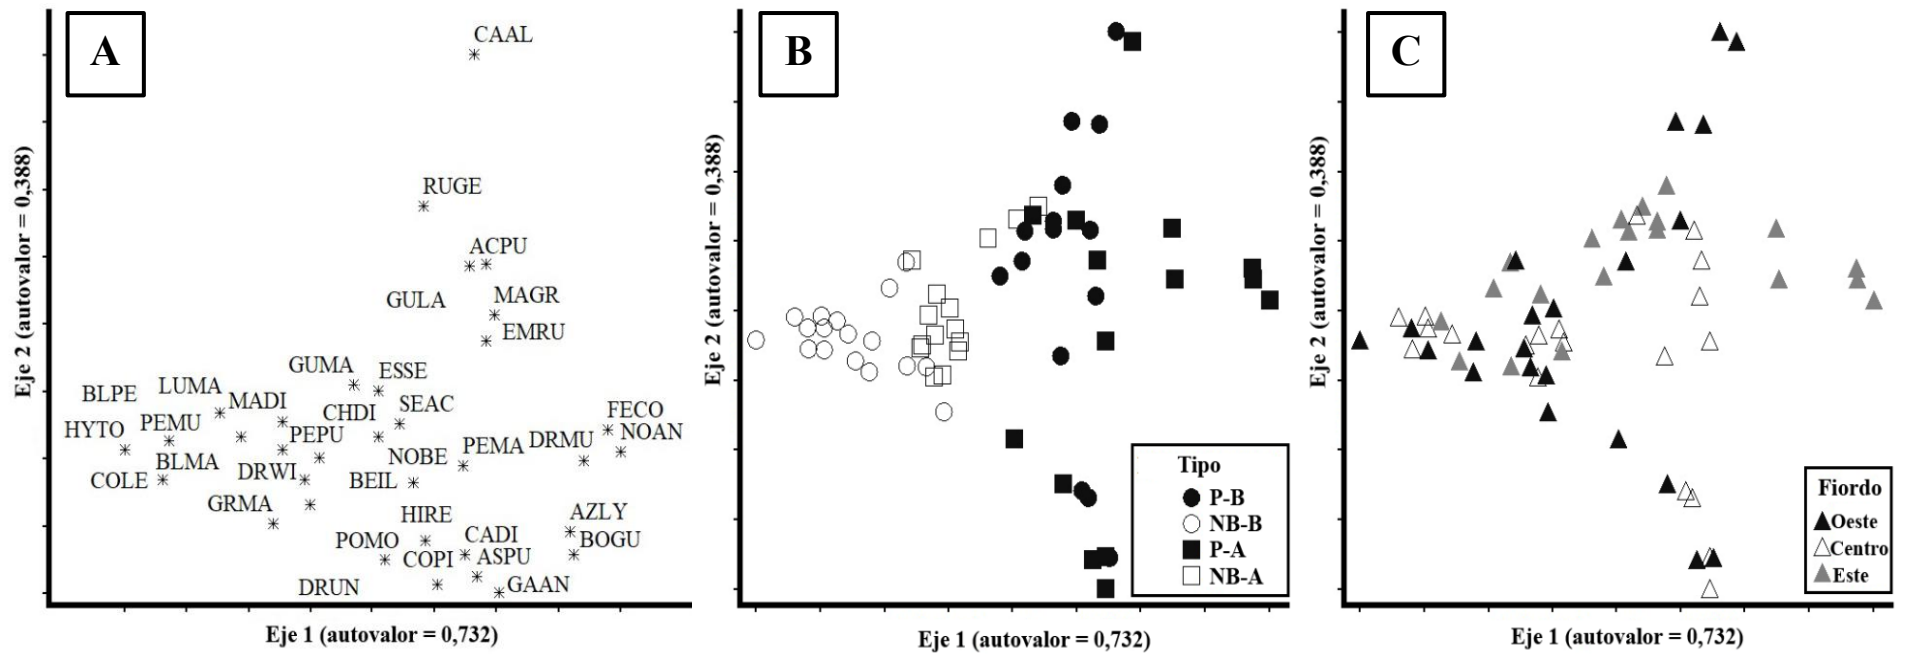 A
CAAL
RUGE
ACPU
GULA
MAGR
EMRU
GUMA
ESSE
BLPE
LUMA
MADI
CHDI
SEAC
HYTO
PEMU
PEPU
NOBE
PEMA
DRMU
FECO
NOAN
COLE
BLMA
DRWI
BEIL
GRMA
HIRE
AZLY
POMO
CADI
BOGU
COPI
ASPU
DRUN
GAAN
Eje 2 (autovalor = 0,388)
Eje 1 (autovalor = 0,732)
B
Eje 2 (autovalor = 0,388)
Tipo
P-B
NB-B
P-A
NB-A
Eje 1 (autovalor = 0,732)
C
Eje 2 (autovalor = 0,388)
Fiordo
Oeste
Centro
Este
Eje 1 (autovalor = 0,732)